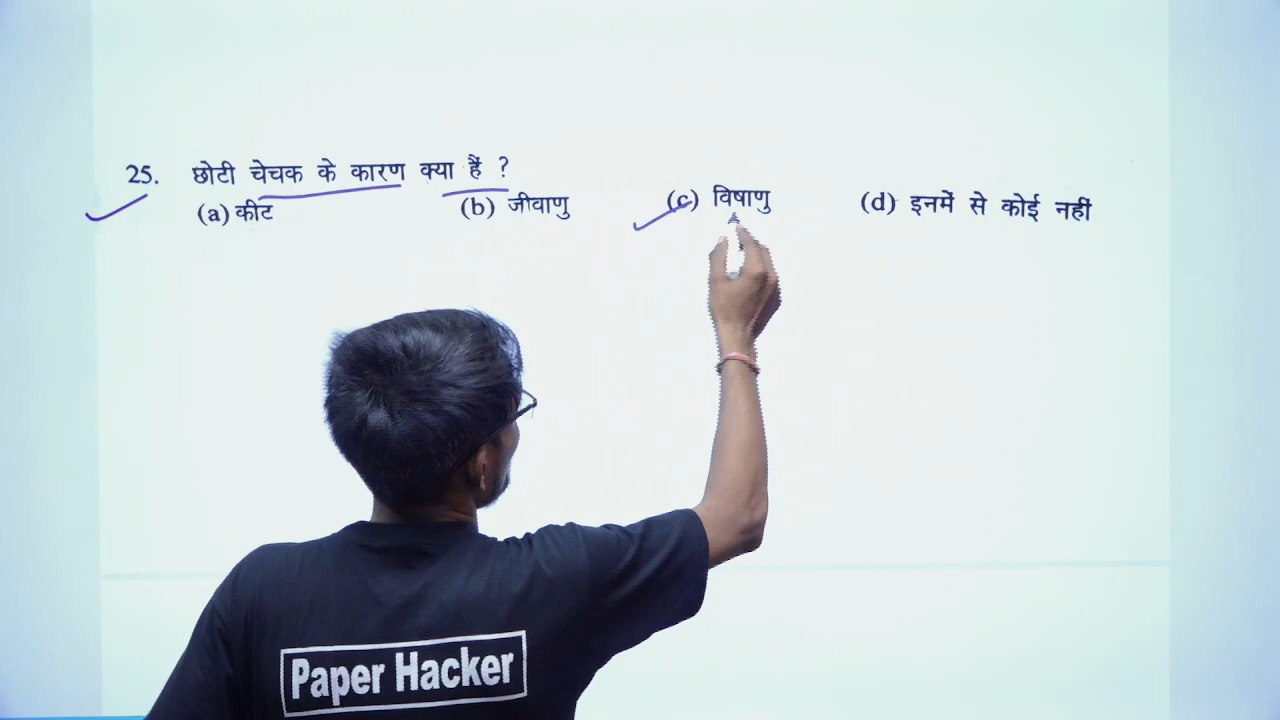 25. छोटी चेचक के कारण क्या हैं ?
(a) कीट (b) जीवाणु (c) विषाणु (d) इनमें से कोई नहीं
Paper Hacker